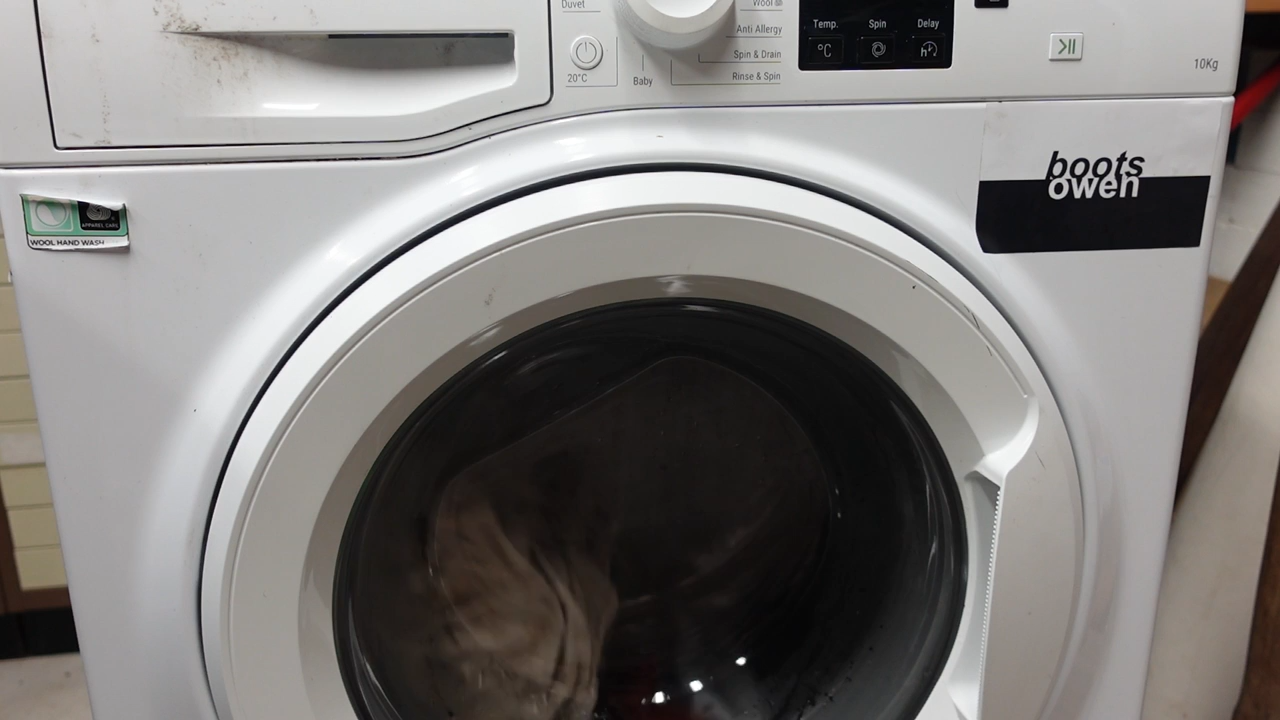 Duvet
20°C
Baby
Wool
Anti Allergy
Spin & Drain
Rinse & Spin
Temp.
Spin
Delay
°C
h
10Kg
boots
owen
APPAREL CARE
WOOL HAND WASH